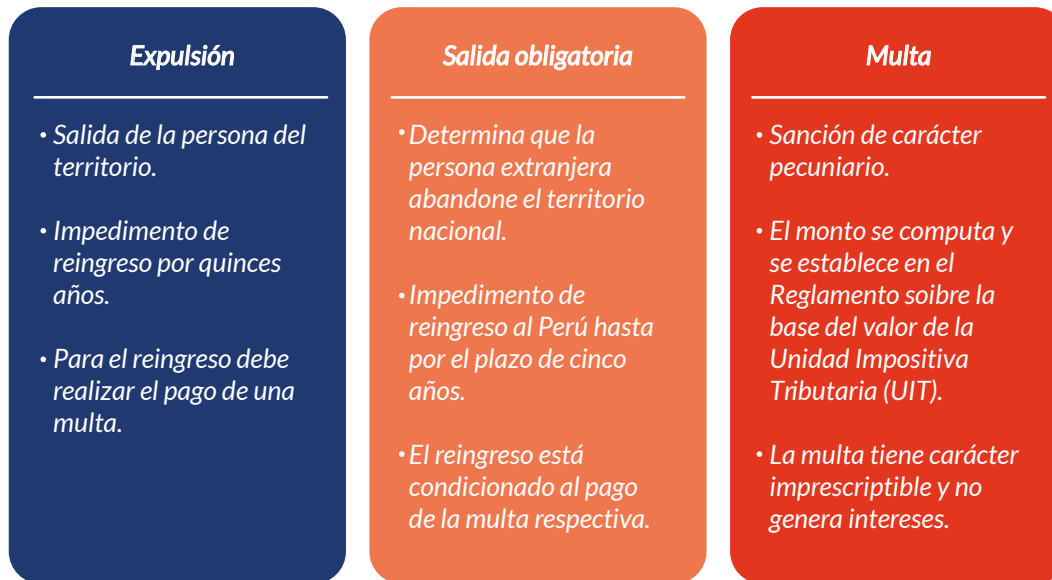 Expulsión
• Salida de la persona del
territorio.
• Impedimento de
reingreso por quinces
años.
• Para el reingreso debe
realizar el pago de una
multa.
Salida obligatoria
• Determina que la
persona extranjera
abandone el territorio
nacional.
• Impedimento de
reingreso al Perú hasta
por el plazo de cinco
años.
• El reingreso está
condicionado al pago
de la multa respectiva.
Multa
• Sanción de carácter
pecuniario.
• El monto se computa y
se establece en el
Reglamento soibre la
base del valor de la
Unidad Impositiva
Tributaria (UIT).
• La multa tiene carácter
imprescriptible y no
genera intereses.